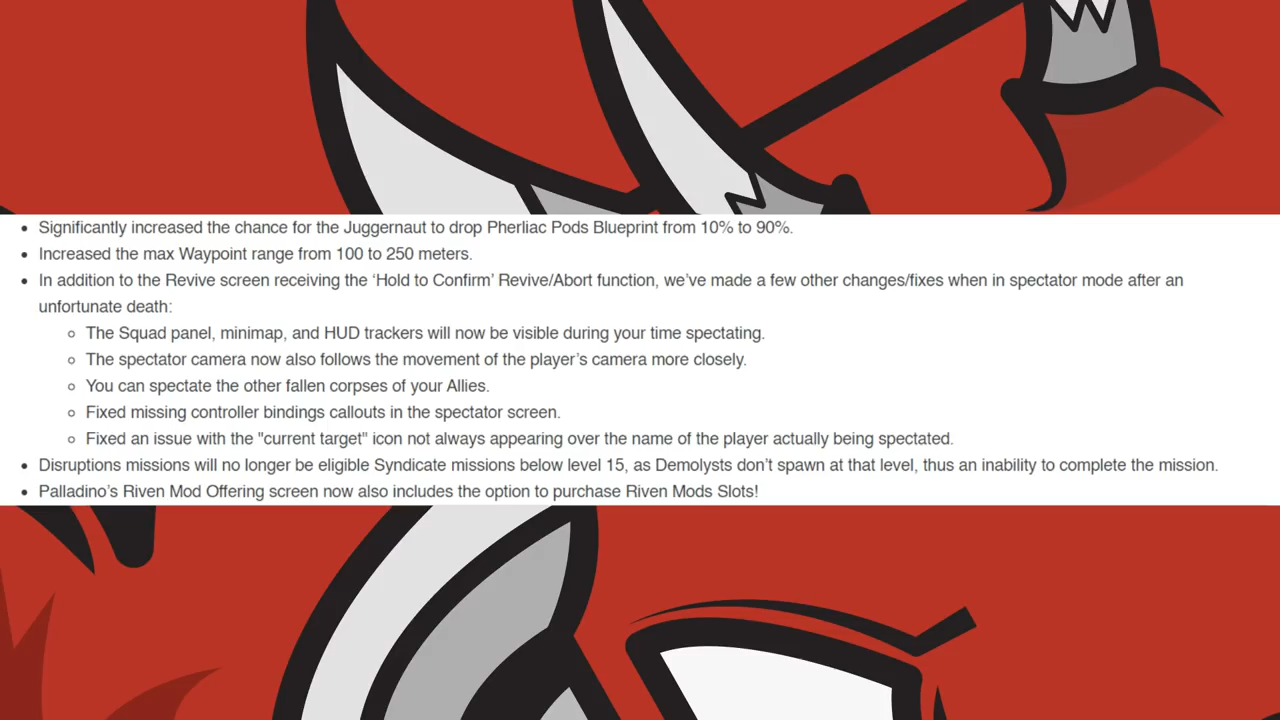 Significantly increased the chance for the Juggernaut to drop Pherliac Pods Blueprint from 10% to 90%.
Increased the max Waypoint range from 100 to 250 meters.
In addition to the Revive screen receiving the ‘Hold to Confirm’ Revive/Abort function, we’ve made a few other changes/fixes when in spectator mode after an
unfortunate death:
The Squad panel, minimap, and HUD trackers will now be visible during your time spectating.
The spectator camera now also follows the movement of the player’s camera more closely.
You can spectate the other fallen corpses of your Allies.
Fixed missing controller bindings callouts in the spectator screen.
Fixed an issue with the "current target" icon not always appearing over the name of the player actually being spectated.
Disruptions missions will no longer be eligible Syndicate missions below level 15, as Demolysts don’t spawn at that level, thus an inability to complete the mission.
Palladino’s Riven Mod Offering screen now also includes the option to purchase Riven Mods Slots!